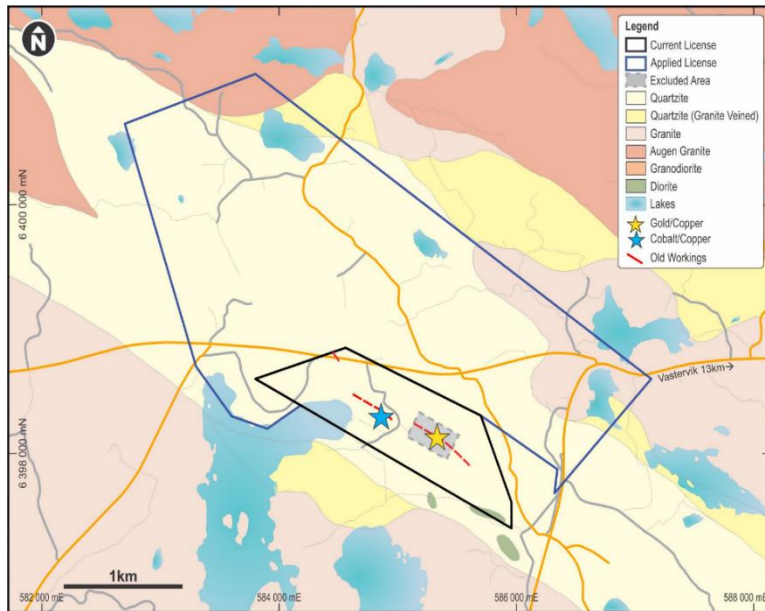 N
Legend
Current License
Applied License
Excluded Area
Quartzite
Quartzite (Granite Veined)
Granite
Augen Granite
Granodiorite
Diorite
Lakes
Gold/Copper
Cobalt/Copper
Old Workings
6 400 000 mN
Vastervik 13km→
6 398 000 mN
1km
582 000 mE
584 000 mE
586 000 mE
588 000 mE